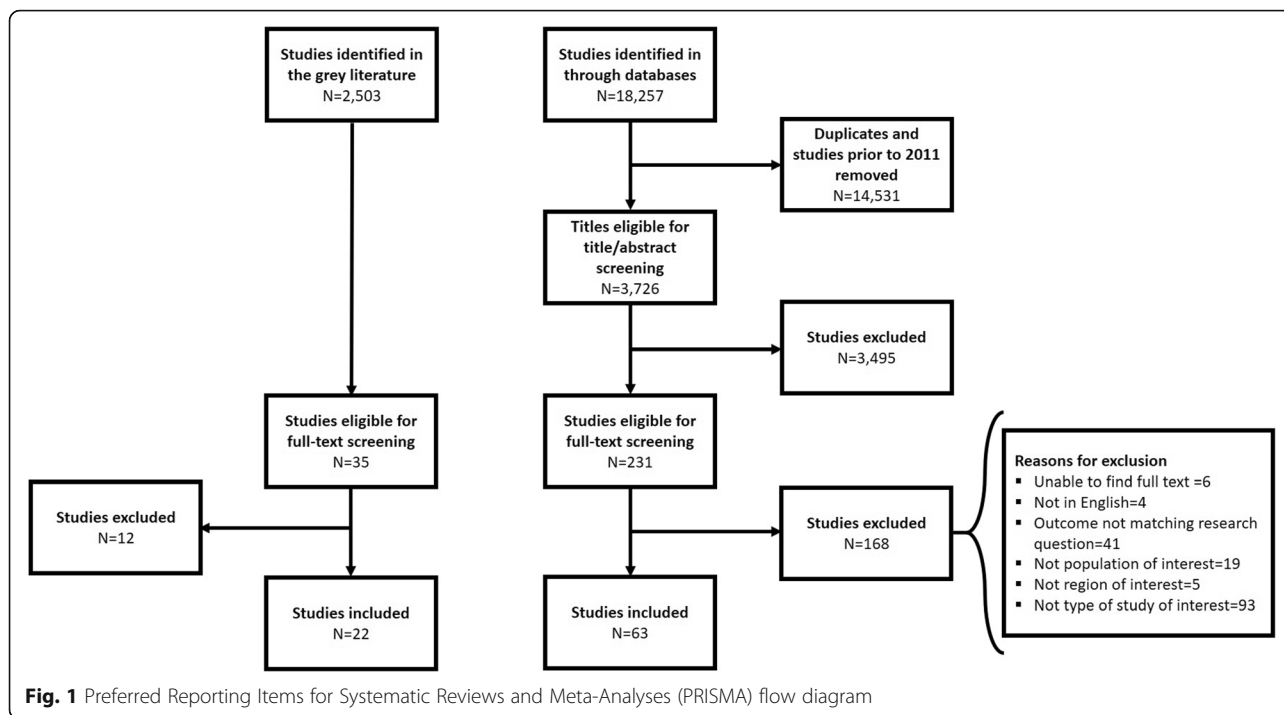 Studies identified in
the grey literature
N=2,503
Studies identified in
through databases
N=18,257
Duplicates and
studies prior to 2011
removed
N=14,531
Titles eligible for
title/abstract
screening
N=3,726
Studies excluded
N=3,495
Studies eligible for
full-text screening
N=35
Studies eligible for
full-text screening
N=231
Studies excluded
N=12
Studies excluded
N=168
Reasons for exclusion
▪ Unable to find full text =6
▪ Not in English=4
▪ Outcome not matching research
question=41
▪ Not population of interest=19
▪ Not region of interest=5
▪ Not type of study of interest=93
Studies included
N=22
Studies included
N=63
Fig. 1 Preferred Reporting Items for Systematic Reviews and Meta-Analyses (PRISMA) flow diagram